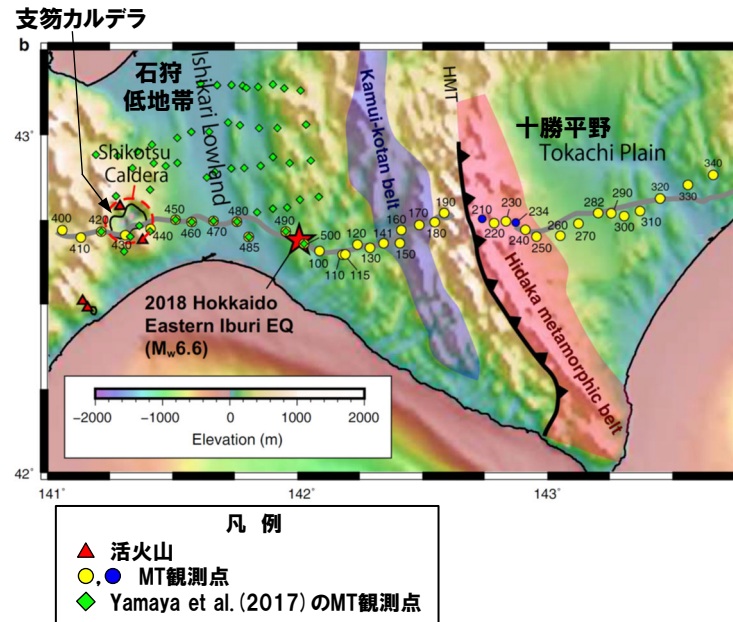 支笏カルデラ
b
石狩
低地帯
Ishikari Lowland
Kamui-kotan belt
HMT
十勝平野
Tokachi Plain
43°
Shikotsu
Caldera
340
320
330
282
290
300
310
400
410
420
430
440
450
460
470
476
485
490
500
100
110
115
120
130
141
150
160
170
180
190
210
220
230
234
240
250
260
270
2018 Hokkaido
Eastern Iburi EQ
(Mw6.6)
Hidaka metamorphic belt
−2000 −1000 0 1000 2000
Elevation (m)
42°
141° 142° 143°
凡 例
活火山
, MT観測点
Yamaya et al.(2017)のMT観測点